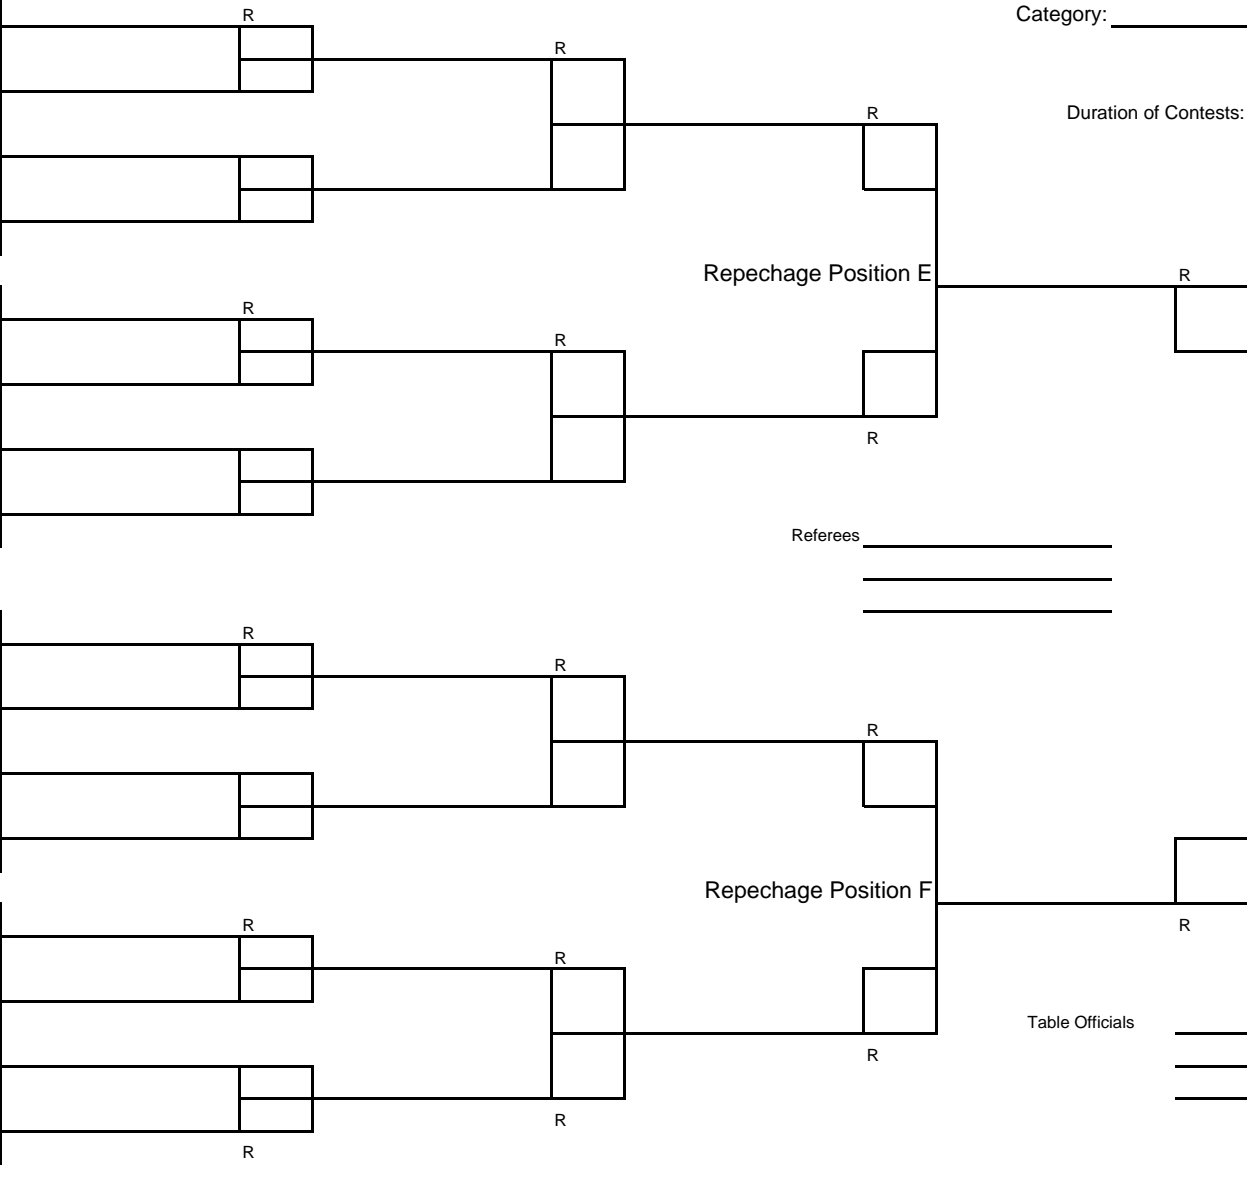 R
Category:
R
R
Duration of Contests:
Repechage Position E
R
R
R
R
Referees
R
R
R
Repechage Position F
R
R
R
Table Officials
R
R
R